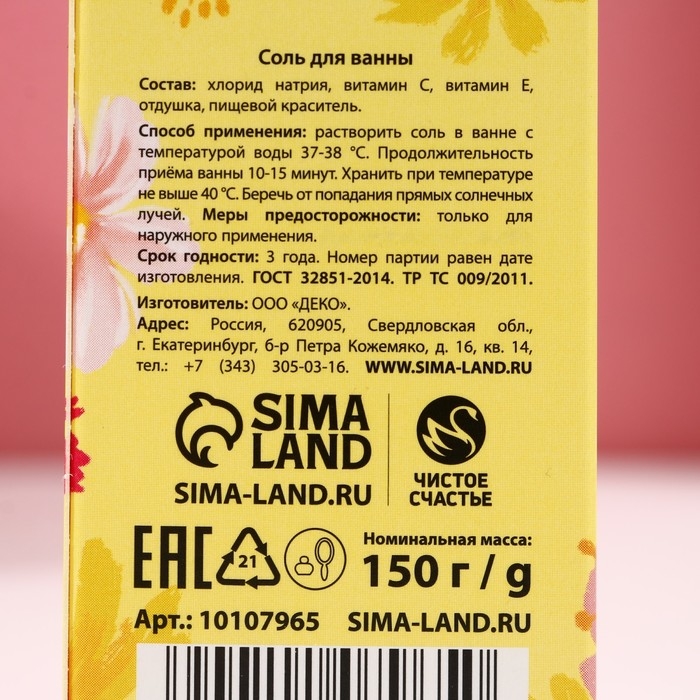 Соль для ванны
Состав: хлорид натрия, витамин С, витамин Е,
отдушка, пищевой краситель.
Способ применения: растворить соль в ванне с
температурой воды 37-38 °С. Продолжительность
приёма ванны 10-15 минут. Хранить при температуре
не выше 40 °С. Беречь от попадания прямых солнечных
лучей. Меры предосторожности: только для
наружного применения.
Срок годности: 3 года. Номер партии равен дате
изготовления. ГОСТ 32851-2014. ТР ТС 009/2011.
Изготовитель: ООО «ДЕКО».
Адрес: Россия, 620905, Свердловская обл.,
г. Екатеринбург, б-р Петра Кожемяко, д. 16, кв. 14,
тел.: +7 (343) 305-03-16. WWW.SIMA-LAND.RU
SIMA
LAND
SIMA-LAND.RU
ЧИСТОЕ
СЧАСТЬЕ
EAC
21
Номинальная масса:
150 г / g
Арт.: 10107965 SIMA-LAND.RU